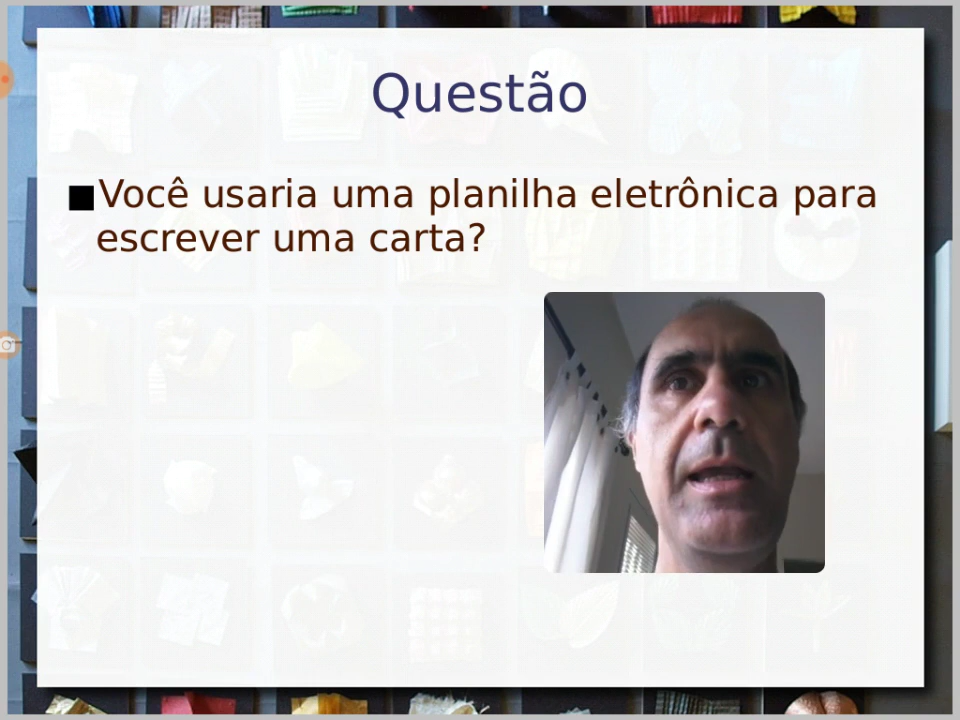 Questão
Você usaria uma planilha eletrônica para
escrever uma carta?